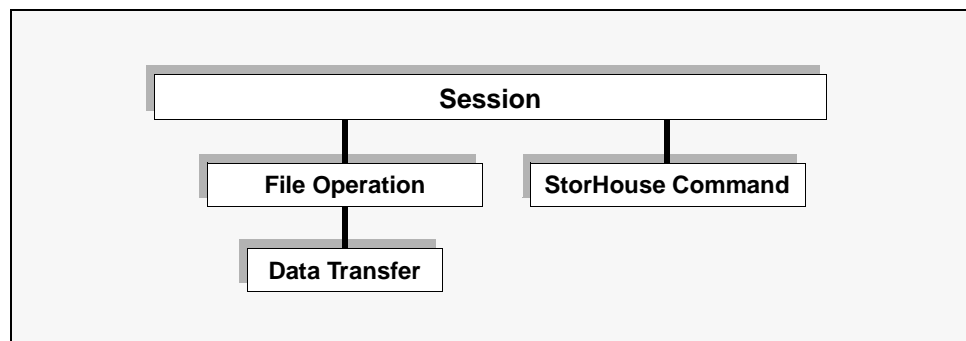 Session
File Operation
StorHouse Command
Data Transfer